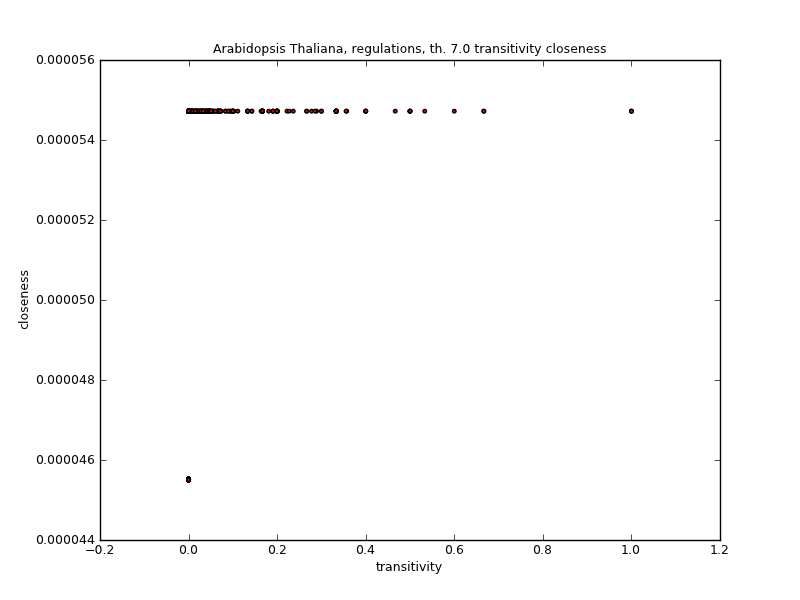 Arabidopsis Thaliana, regulations, th. 7.0 transitivity closeness
0.000056
0.000054
0.000052
0.000050
0.000048
0.000046
0.000044
closeness
−0.2 0.0 0.2 0.4 0.6 0.8 1.0 1.2
transitivity